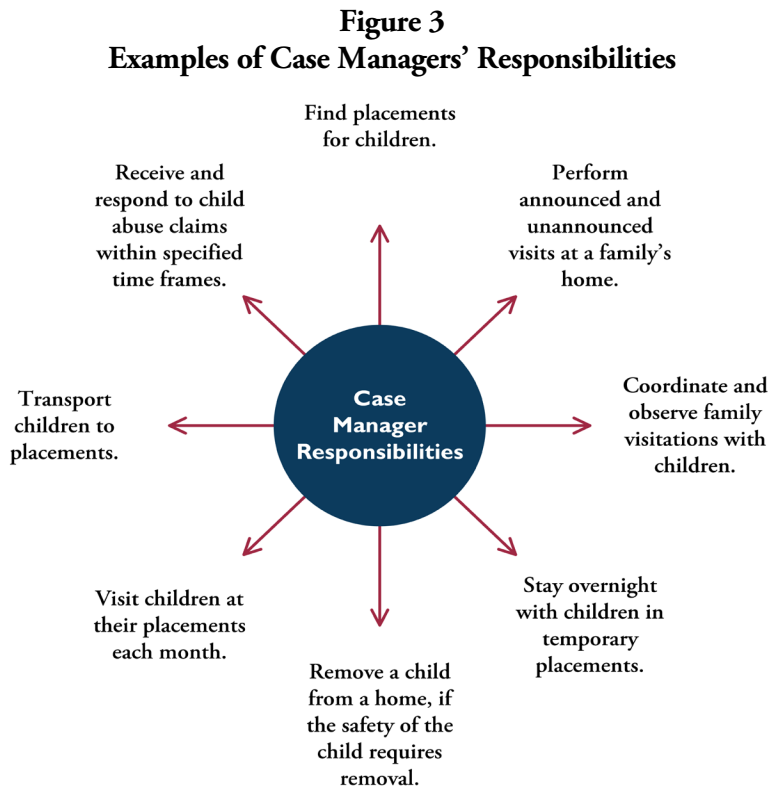 Figure 3
Examples of Case Managers’ Responsibilities
Find placements
for children.
Perform
announced and
unannounced
visits at a family’s
home.
Coordinate and
observe family
visitations with
children.
Stay overnight
with children in
temporary
placements.
Remove a child
from a home, if
the safety of the
child requires
removal.
Visit children at
their placements
each month.
Transport
children to
placements.
Receive and
respond to child
abuse claims
within specified
time frames.
Case
Manager
Responsibilities